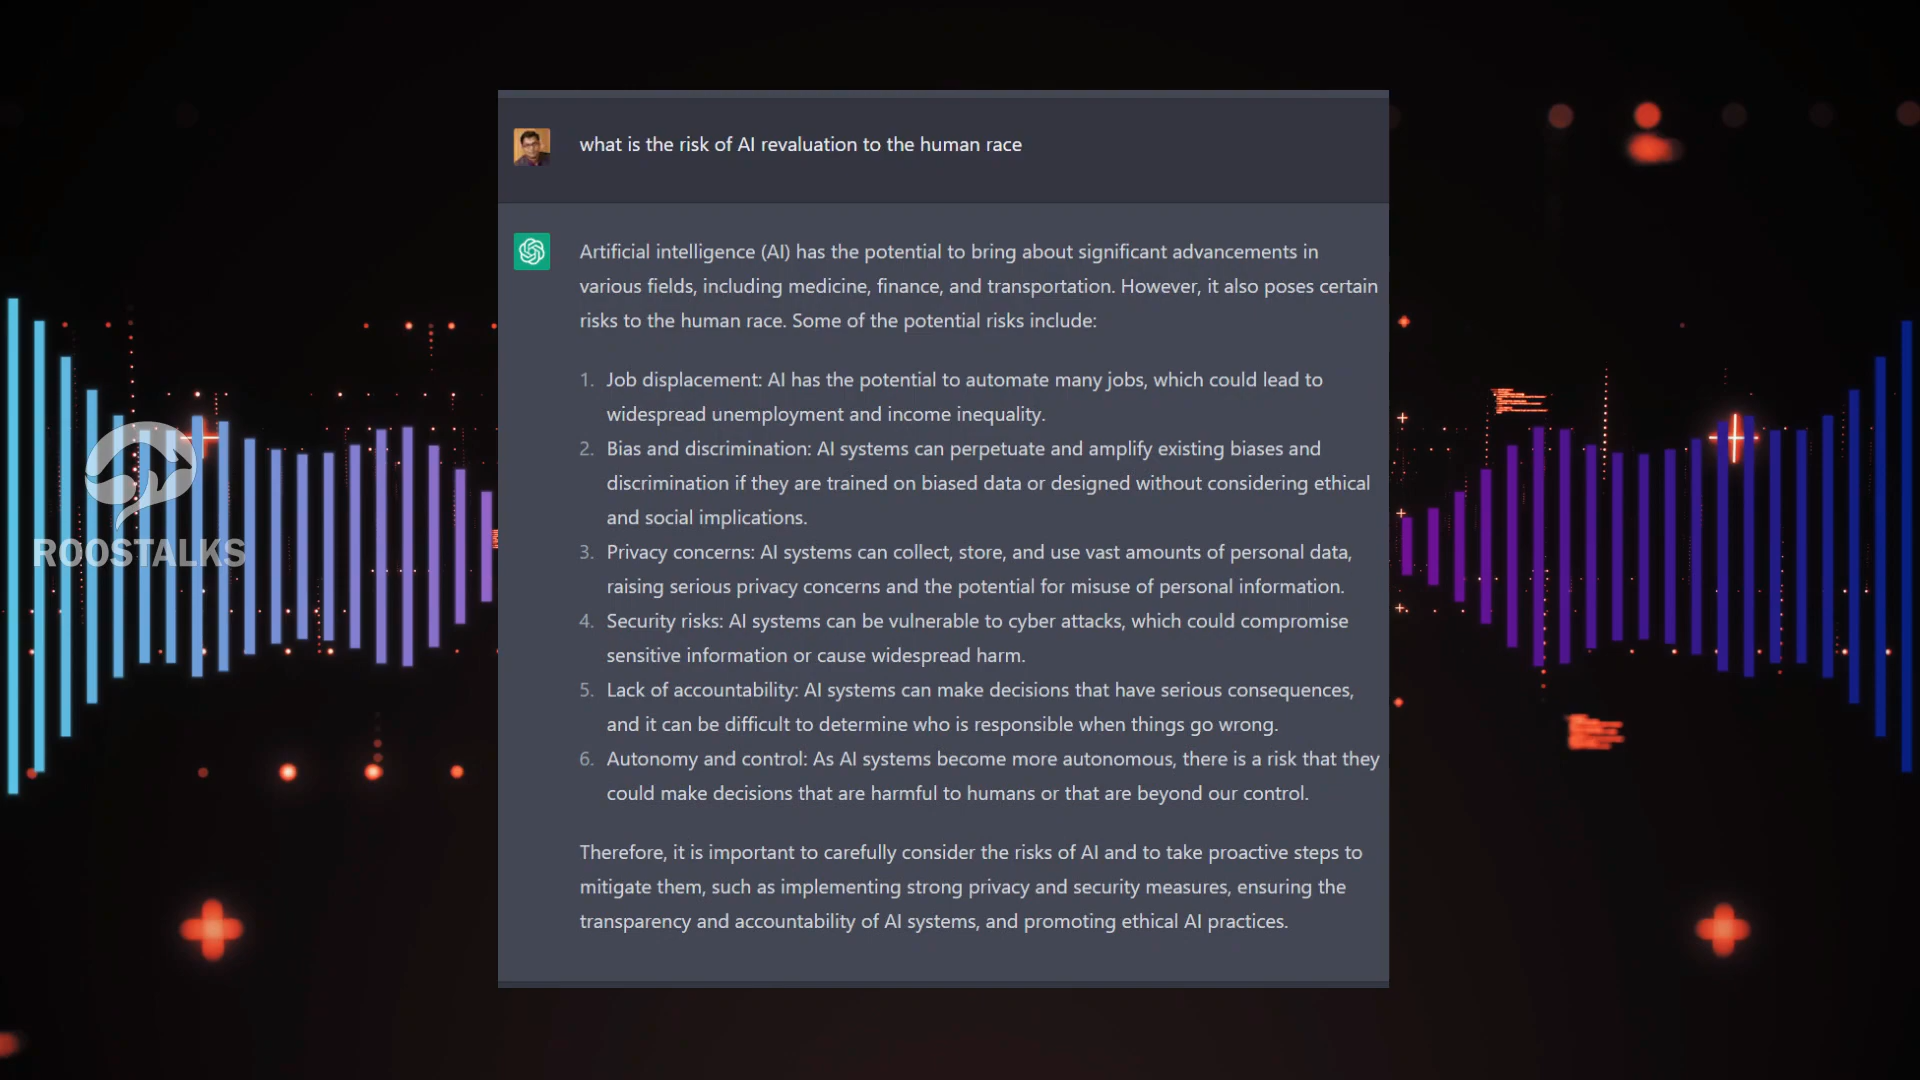 what is the risk of AI revaluation to the human race
Artificial intelligence (AI) has the potential to bring about significant advancements in
various fields, including medicine, finance, and transportation. However, it also poses certain
risks to the human race. Some of the potential risks include:
1. Job displacement: AI has the potential to automate many jobs, which could lead to
widespread unemployment and income inequality.
2. Bias and discrimination: AI systems can perpetuate and amplify existing biases and
discrimination if they are trained on biased data or designed without considering ethical
and social implications.
3. Privacy concerns: AI systems can collect, store, and use vast amounts of personal data,
raising serious privacy concerns and the potential for misuse of personal information.
4. Security risks: AI systems can be vulnerable to cyber attacks, which could compromise
sensitive information or cause widespread harm.
5. Lack of accountability: AI systems can make decisions that have serious consequences,
and it can be difficult to determine who is responsible when things go wrong.
6. Autonomy and control: As AI systems become more autonomous, there is a risk that they
could make decisions that are harmful to humans or that are beyond our control.
Therefore, it is important to carefully consider the risks of AI and to take proactive steps to
mitigate them, such as implementing strong privacy and security measures, ensuring the
transparency and accountability of AI systems, and promoting ethical AI practices.
ROOSTALKS